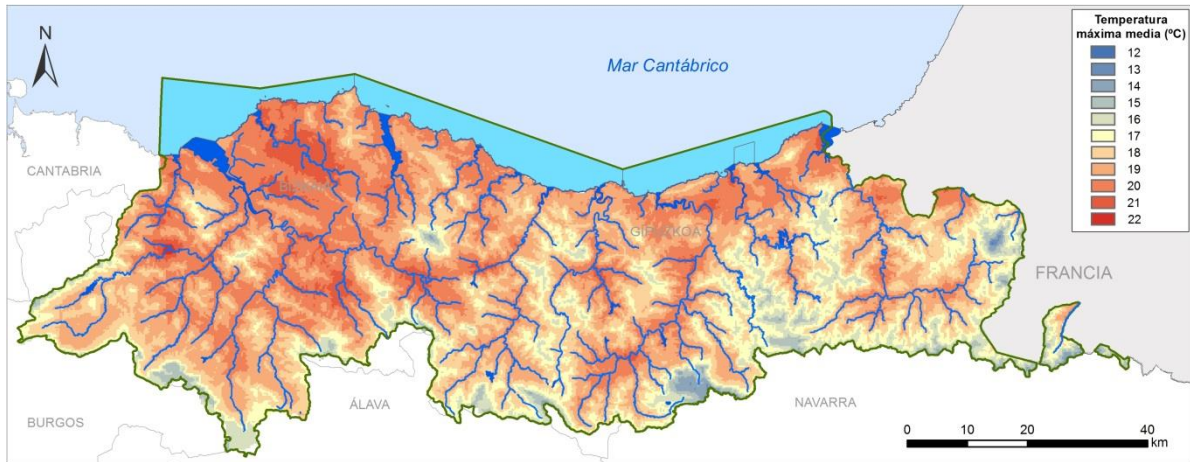 N
Mar Cantábrico
Temperatura
máxima media (ºC)
12
13
14
15
16
17
18
19
20
21
22
CANTABRIA
BIZKAIA
GIPUZKOA
FRANCIA
BURGOS
ÁLAVA
NAVARRA
0 10 20 40
km